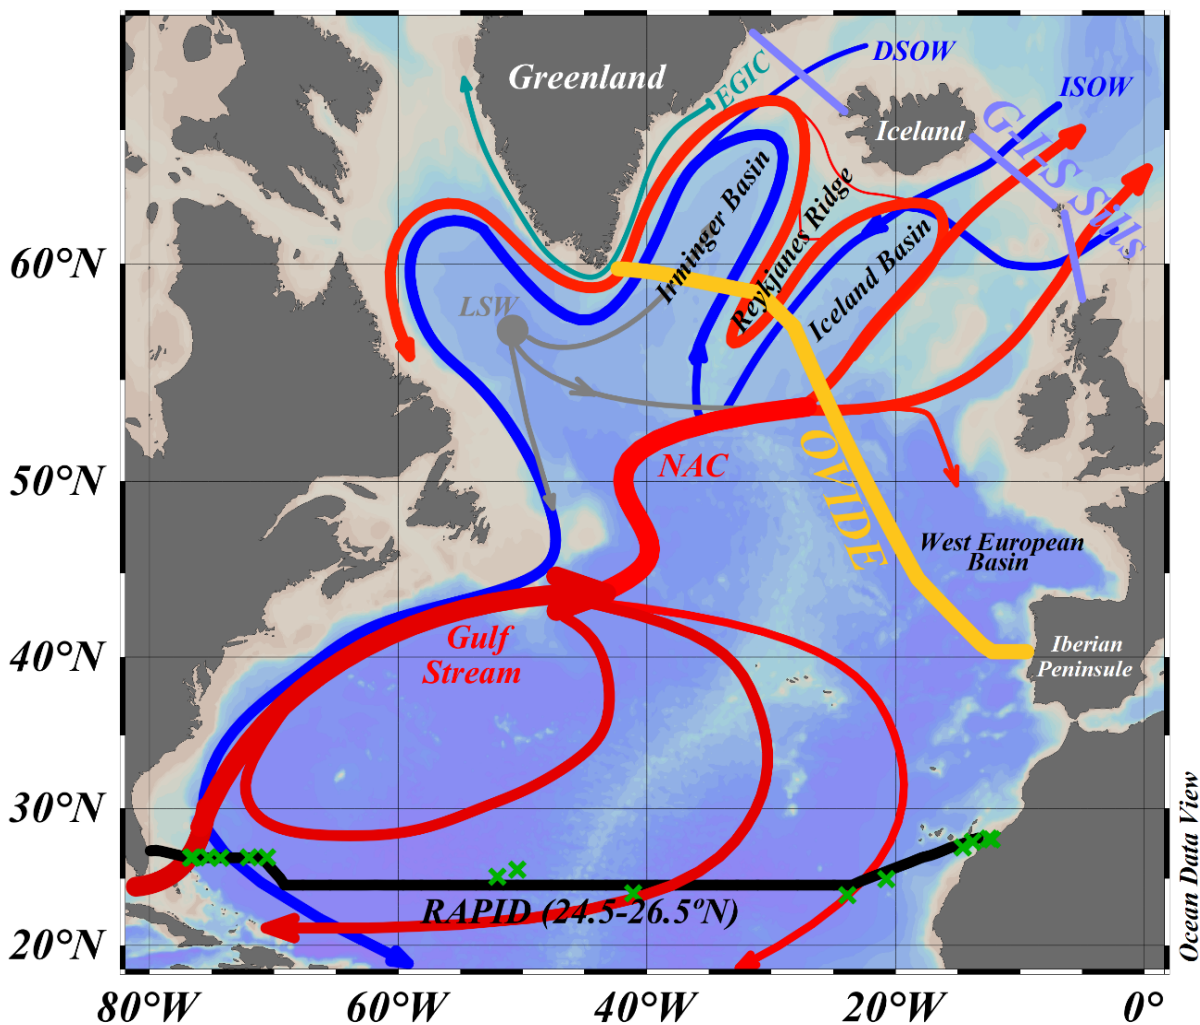 Greenland
EGIC
DSOW
ISOW
Iceland
G-I-S Sills
Irminger Basin
Reykjanes Ridge
Iceland Basin
60°N
LSW
NAC
50°N
OVIDE
West European
Basin
Gulf
Stream
40°N
Iberian
Peninsule
30°N
RAPID (24.5-26.5ºN)
20°N
80°W
60°W
40°W
20°W
0°
Ocean Data View